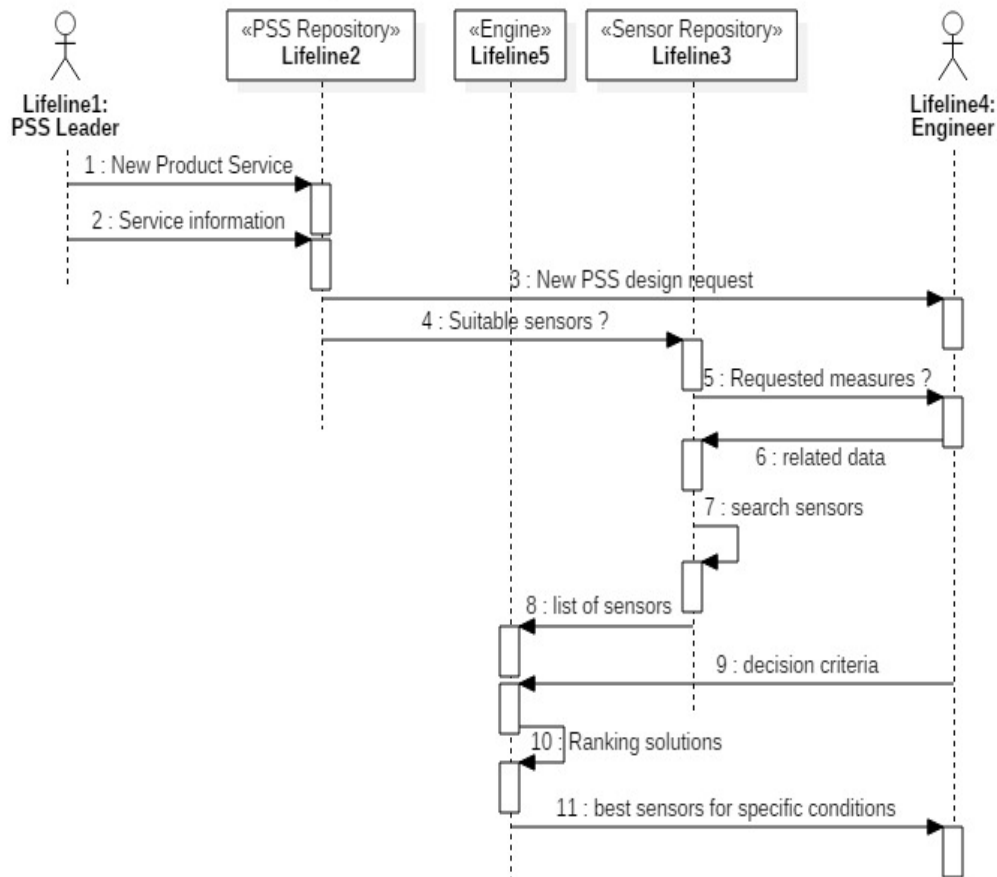 «PSS Repository»
Lifeline2
«Engine»
Lifeline5
«Sensor Repository»
Lifeline3
Lifeline1:
PSS Leader
Lifeline4:
Engineer
1 : New Product Service
2 : Service information
3 : New PSS design request
4 : Suitable sensors ?
5 : Requested measures ?
6 : related data
7 : search sensors
8 : list of sensors
9 : decision criteria
10 : Ranking solutions
11 : best sensors for specific conditions